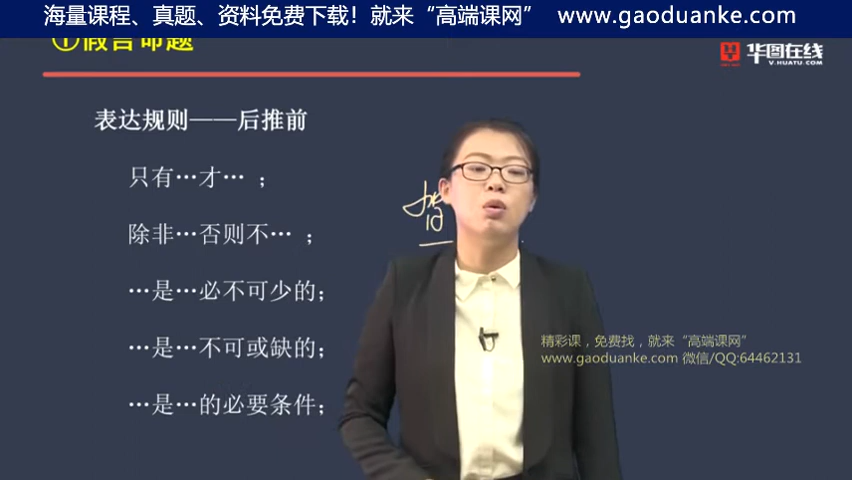 海量课程、真题、资料免费下载！就来“高端课网” www.gaoduanke.com
①假言命题
华图在线
V.HUATU.COM
表达规则——后推前
只有…才…；
除非…否则不…；
…是…必不可少的；
…是…不可或缺的；
…是…的必要条件；
精彩课，免费找，就来“高端课网”
www.gaoduanke.com 微信/QQ:64462131